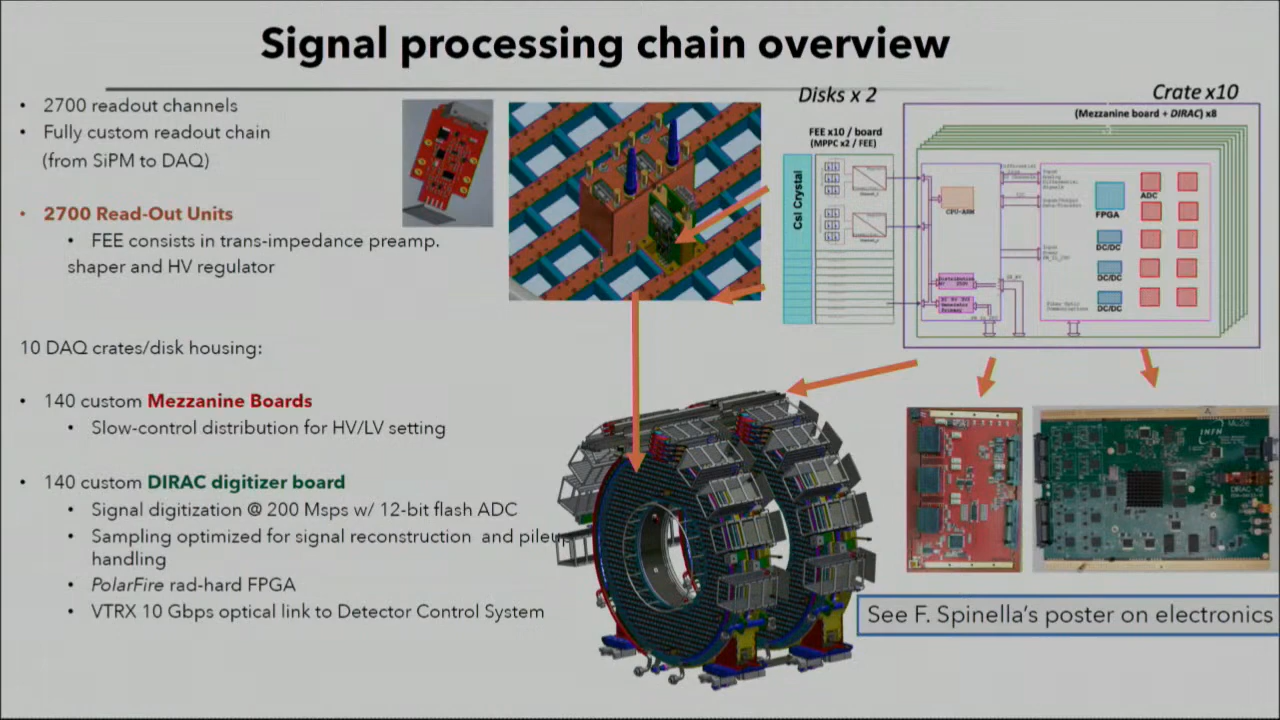 Signal processing chain overview
• 2700 readout channels
• Fully custom readout chain
(from SiPM to DAQ)
• 2700 Read-Out Units
• FEE consists in trans-impedance preamp.
shaper and HV regulator
10 DAQ crates/disk housing:
• 140 custom Mezzanine Boards
• Slow-control distribution for HV/LV setting
• 140 custom DIRAC digitizer board
• Signal digitization @ 200 Msps w/ 12-bit flash ADC
• Sampling optimized for signal reconstruction and pileup
handling
• PolarFire rad-hard FPGA
• VTRX 10 Gbps optical link to Detector Control System
Disks x 2
Crate x10
(Mezzanine board + DIRAC) x8
FEE x10 / board
(MPPC x2 / FEE)
CsI Crystal
CPU-ARM
FPGA
ADC
DC/DC
DC/DC
DC/DC
INFN
Mu2e
DIRAC
See F. Spinella's poster on electronics